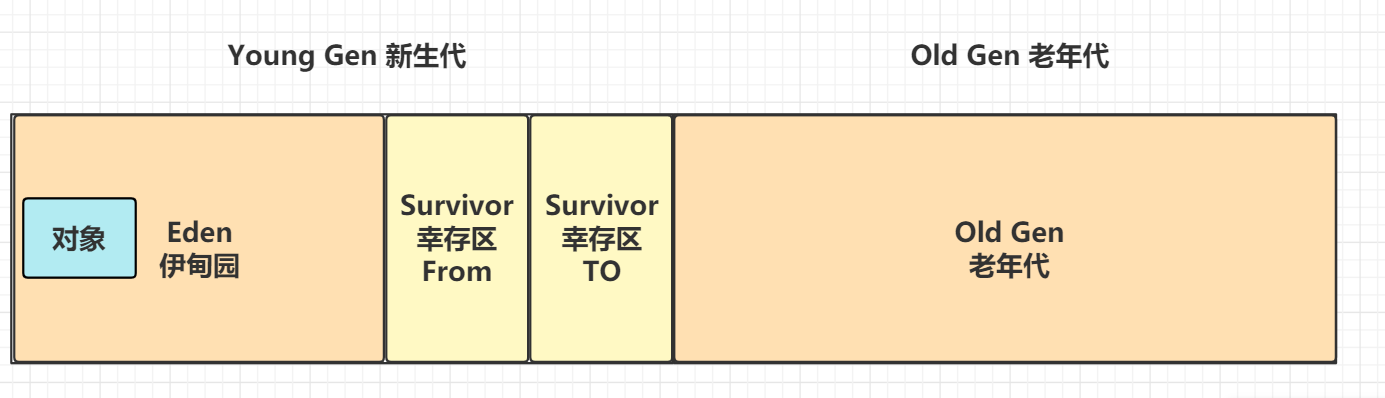 Young Gen 新生代
Old Gen 老年代
对象
Eden
伊甸园
Survivor
幸存区
From
Survivor
幸存区
TO
Old Gen
老年代